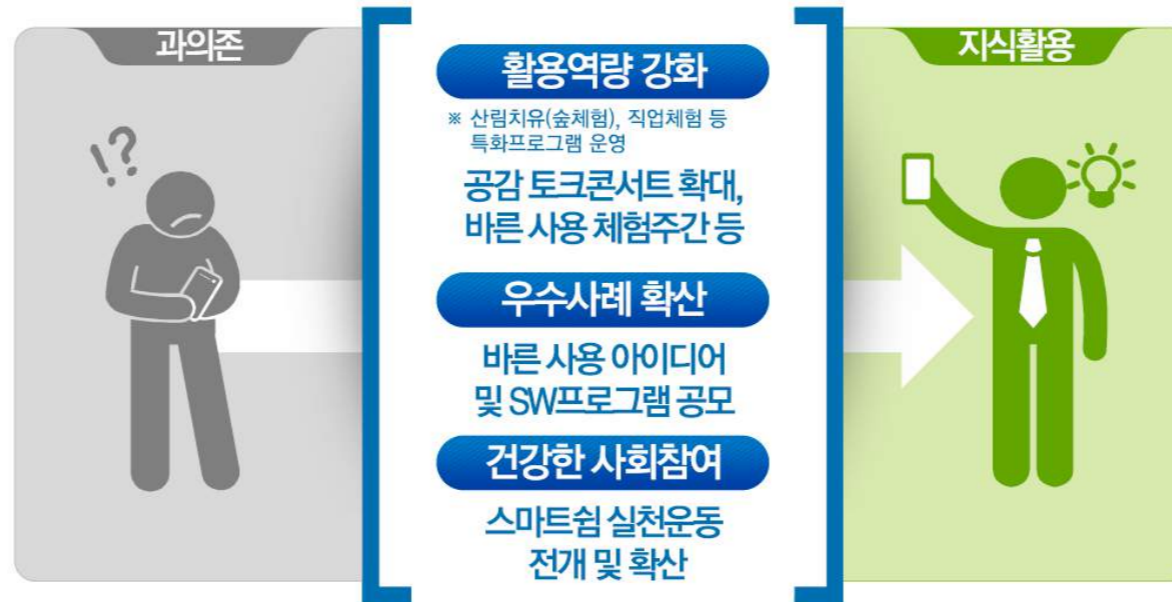 과의존
활용역량 강화
※ 산림치유(숲체험), 직업체험 등
특화프로그램 운영
공감 토크콘서트 확대,
바른 사용 체험주간 등
우수사례 확산
바른 사용 아이디어
및 SW프로그램 공모
건강한 사회참여
스마트쉼 실천운동
전개 및 확산
지식활용
!?